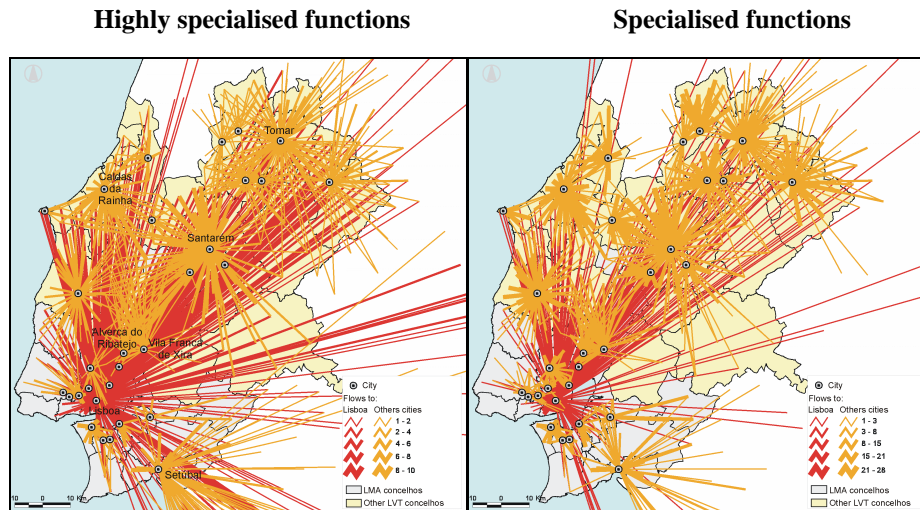 Highly specialised functions
Specialised functions
Tomar
Caldas
da
Rainha
Santarém
Alverca do
Ribatejo
Vila Franca
de Xira
Lisboa
Setúbal
City
Flows to:
Lisboa Others cities
1 - 2
2 - 4
4 - 6
6 - 8
8 - 10
LMA concelhos
Other LVT concelhos
10 0 10 Km
City
Flows to:
Lisboa Others cities
1 - 3
3 - 8
8 - 15
15 - 21
21 - 28
LMA concelhos
Other LVT concelhos
10 0 10 Km